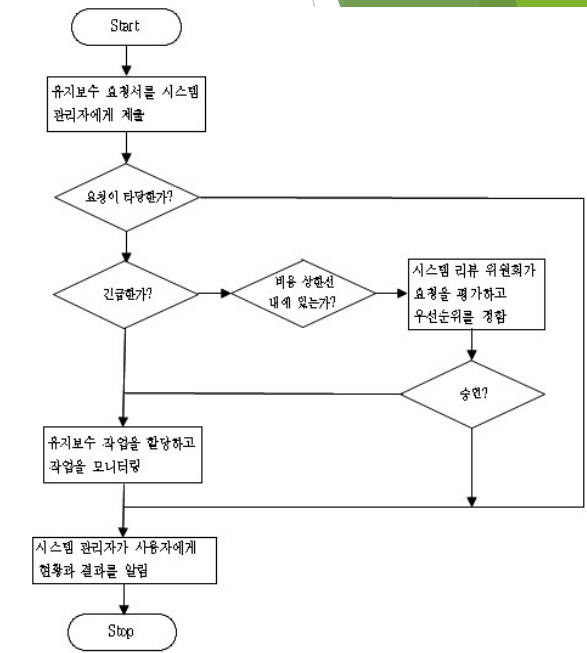 Start
유지보수 요청서를 시스템
관리자에게 제출
요청이 타당한가?
긴급한가?
비용 상한선
내에 있는가?
시스템 리뷰 위원회가
요청을 평가하고
우선순위를 정함
승인?
유지보수 작업을 할당하고
작업을 모니터링
시스템 관리자가 사용자에게
현황과 결과를 알림
Stop